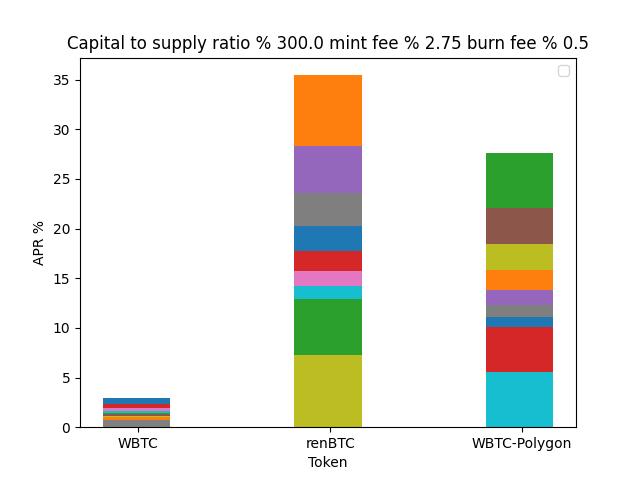 Capital to supply ratio % 300.0 mint fee % 2.75 burn fee % 0.5
APR %
35
30
25
20
15
10
5
0
WBTC renBTC WBTC-Polygon
Token